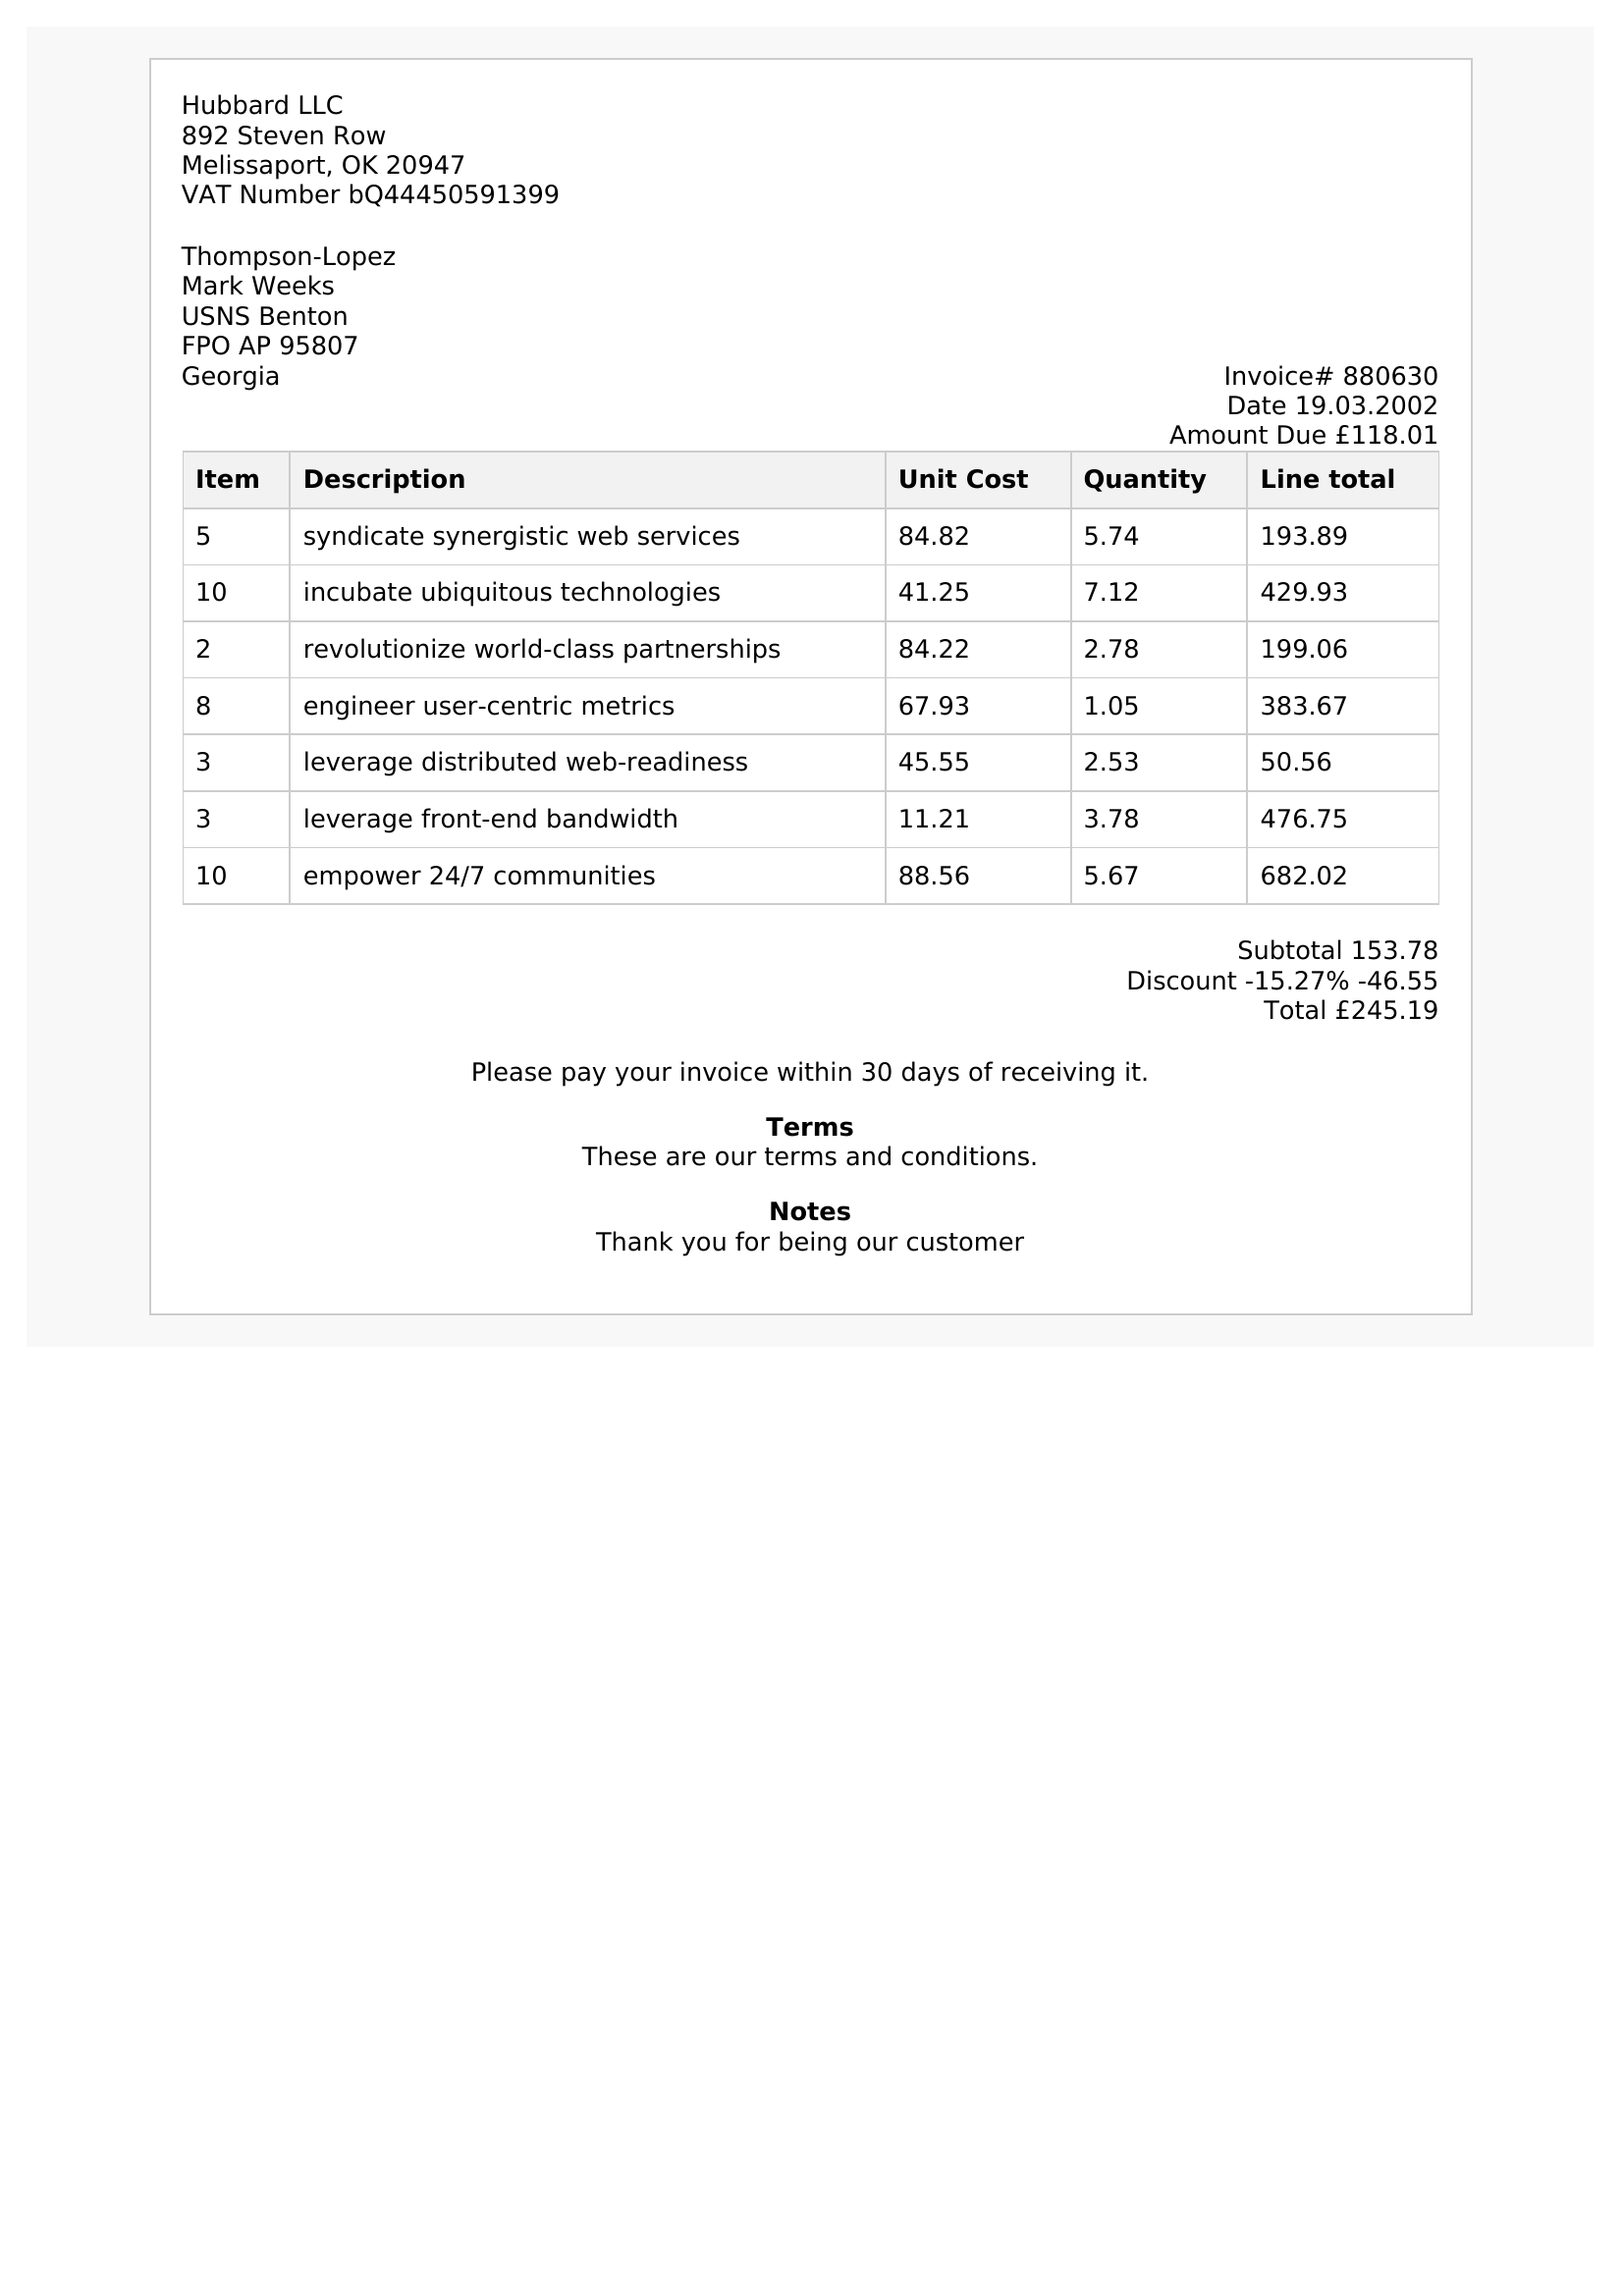 Hubbard LLC
892 Steven Row
Melissaport, OK 20947
VAT Number bQ44450591399
Thompson-Lopez
Mark Weeks
USNS Benton
FPO AP 95807
Georgia
Invoice# 880630
Date 19.03.2002
Amount Due £118.01
Item Description Unit Cost Quantity Line total
5 syndicate synergistic web services 84.82 5.74 193.89
10 incubate ubiquitous technologies 41.25 7.12 429.93
2 revolutionize world-class partnerships 84.22 2.78 199.06
8 engineer user-centric metrics 67.93 1.05 383.67
3 leverage distributed web-readiness 45.55 2.53 50.56
3 leverage front-end bandwidth 11.21 3.78 476.75
10 empower 24/7 communities 88.56 5.67 682.02
Subtotal 153.78
Discount -15.27% -46.55
Total £245.19
Please pay your invoice within 30 days of receiving it.
Terms
These are our terms and conditions.
Notes
Thank you for being our customer